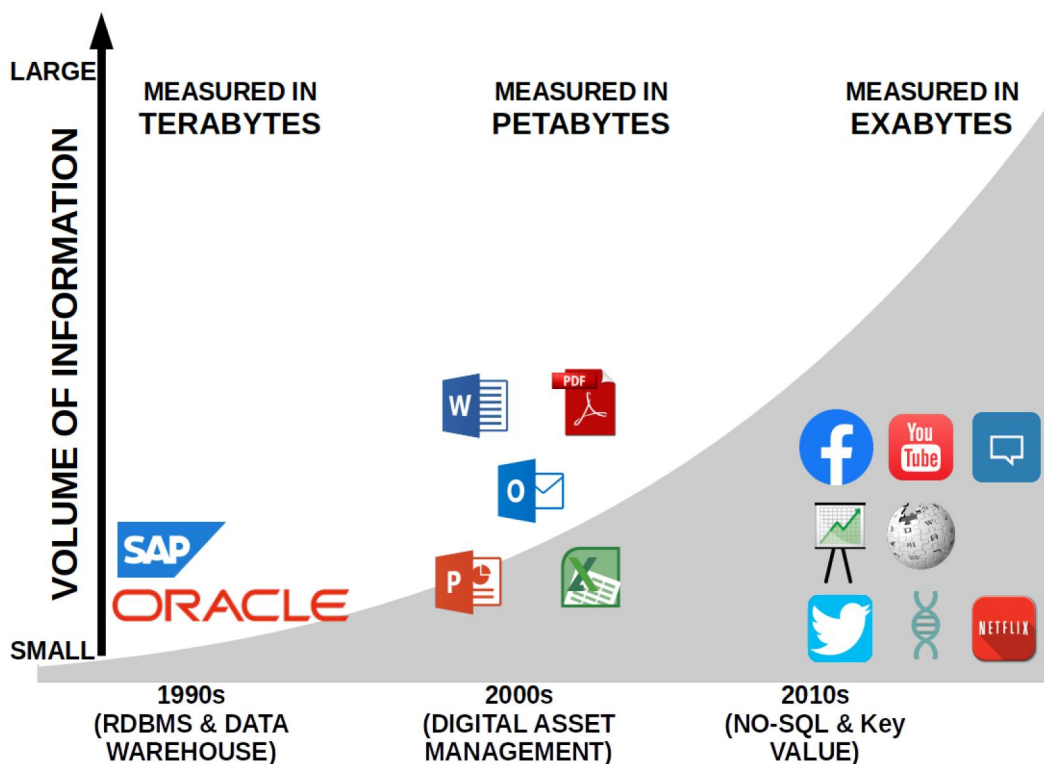 LARGE
MEASURED IN
TERABYTES
MEASURED IN
PETABYTES
MEASURED IN
EXABYTES
VOLUME OF INFORMATION
W
PDF
O
P
X
f
You
Tube
W
SAP
ORACLE
NETFLIX
SMALL
1990s
(RDBMS & DATA
WAREHOUSE)
2000s
(DIGITAL ASSET
MANAGEMENT)
2010s
(NO-SQL & Key
VALUE)